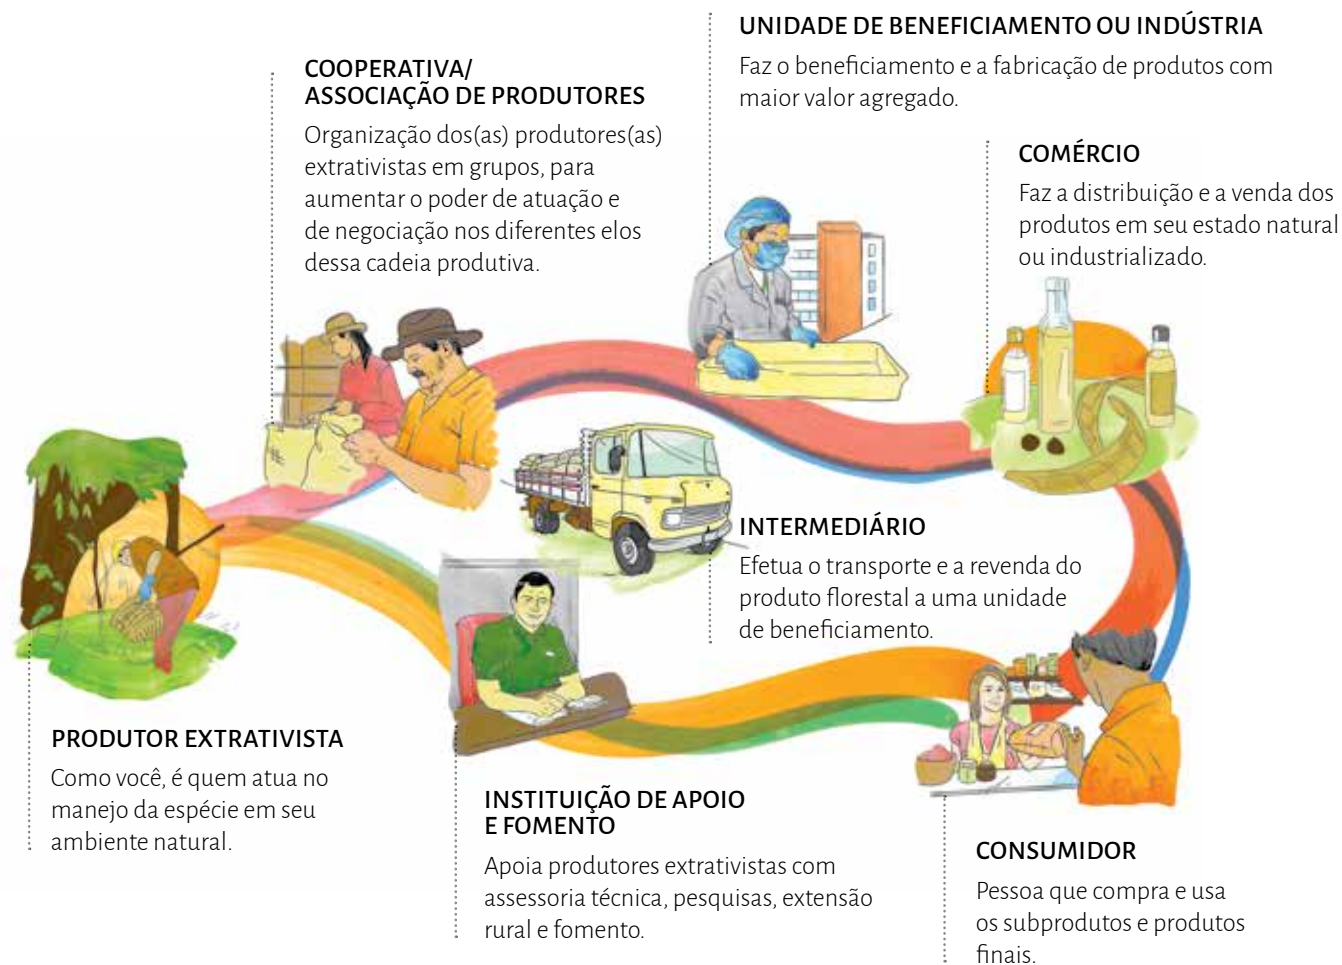 UNIDADE DE BENEFICIAMENTO OU INDÚSTRIA
Faz o beneficiamento e a fabricação de produtos com
maior valor agregado.
COOPERATIVA/
ASSOCIAÇÃO DE PRODUTORES
Organização dos(as) produtores(as)
extrativistas em grupos, para
aumentar o poder de atuação e
de negociação nos diferentes elos
dessa cadeia produtiva.
COMÉRCIO
Faz a distribuição e a venda dos
produtos em seu estado natural
ou industrializado.
INTERMEDIÁRIO
Efetua o transporte e a revenda do
produto florestal a uma unidade
de beneficiamento.
PRODUTOR EXTRATIVISTA
Como você, é quem atua no
manejo da espécie em seu
ambiente natural.
INSTITUIÇÃO DE APOIO
E FOMENTO
Apoia produtores extrativistas com
assessoria técnica, pesquisas, extensão
rural e fomento.
CONSUMIDOR
Pessoa que compra e usa
os subprodutos e produtos
finais.